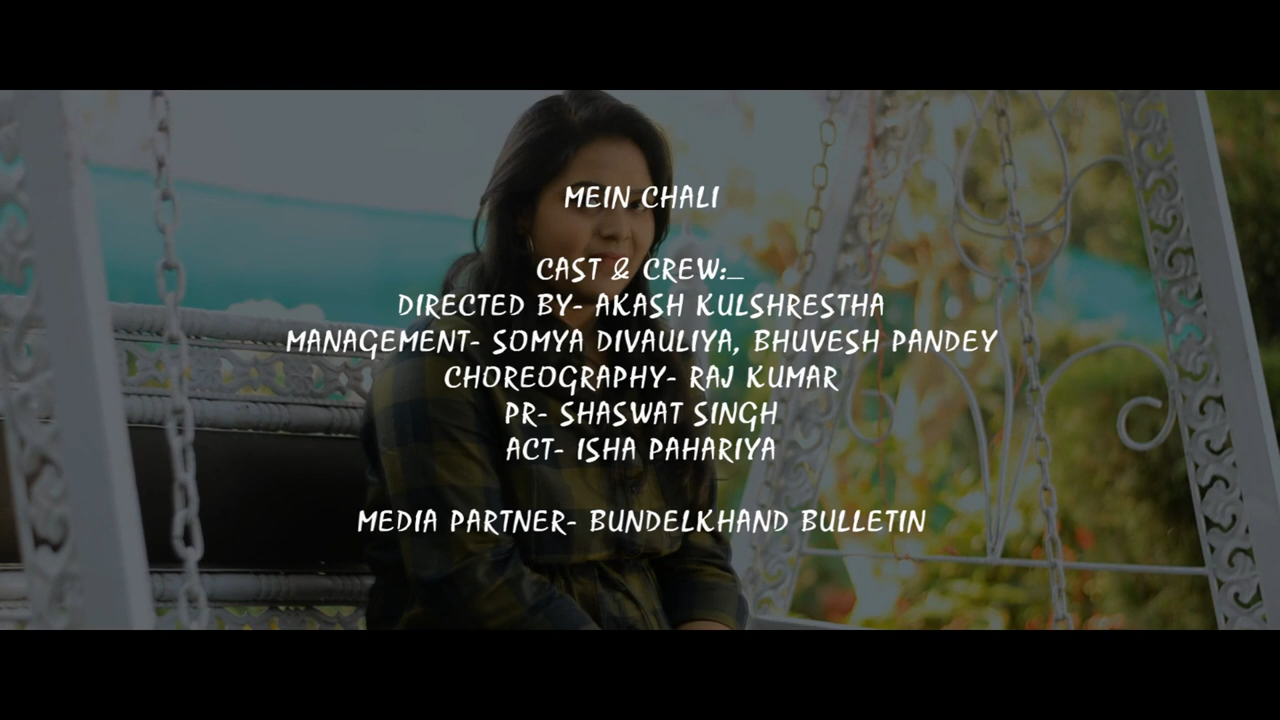 MEIN CHALI
CAST & CREW:_
DIRECTED BY- AKASH KULSHRESTHA
MANAGEMENT- SOMYA DIVAULIYA, BHUVESH PANDEY
CHOREOGRAPHY- RAJ KUMAR
PR- SHASWAT SINGH
ACT- ISHA PAHARIYA
MEDIA PARTNER- BUNDELKHAND BULLETIN